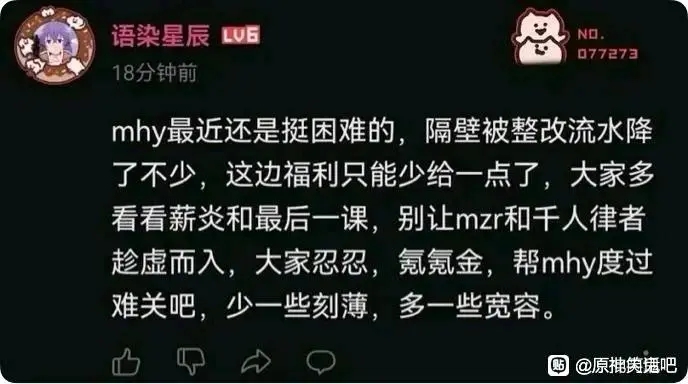 语染星辰 LV6
NO.
077273
18分钟前
mhy最近还是挺困难的，隔壁被整改流水降
了不少，这边福利只能少给一点了，大家多
看看薪炎和最后一课，别让mzr和千人律者
趁虚而入，大家忍忍，氪氪金，帮mhy度过
难关吧，少一些刻薄，多一些宽容。
贴 @原批笑话吧